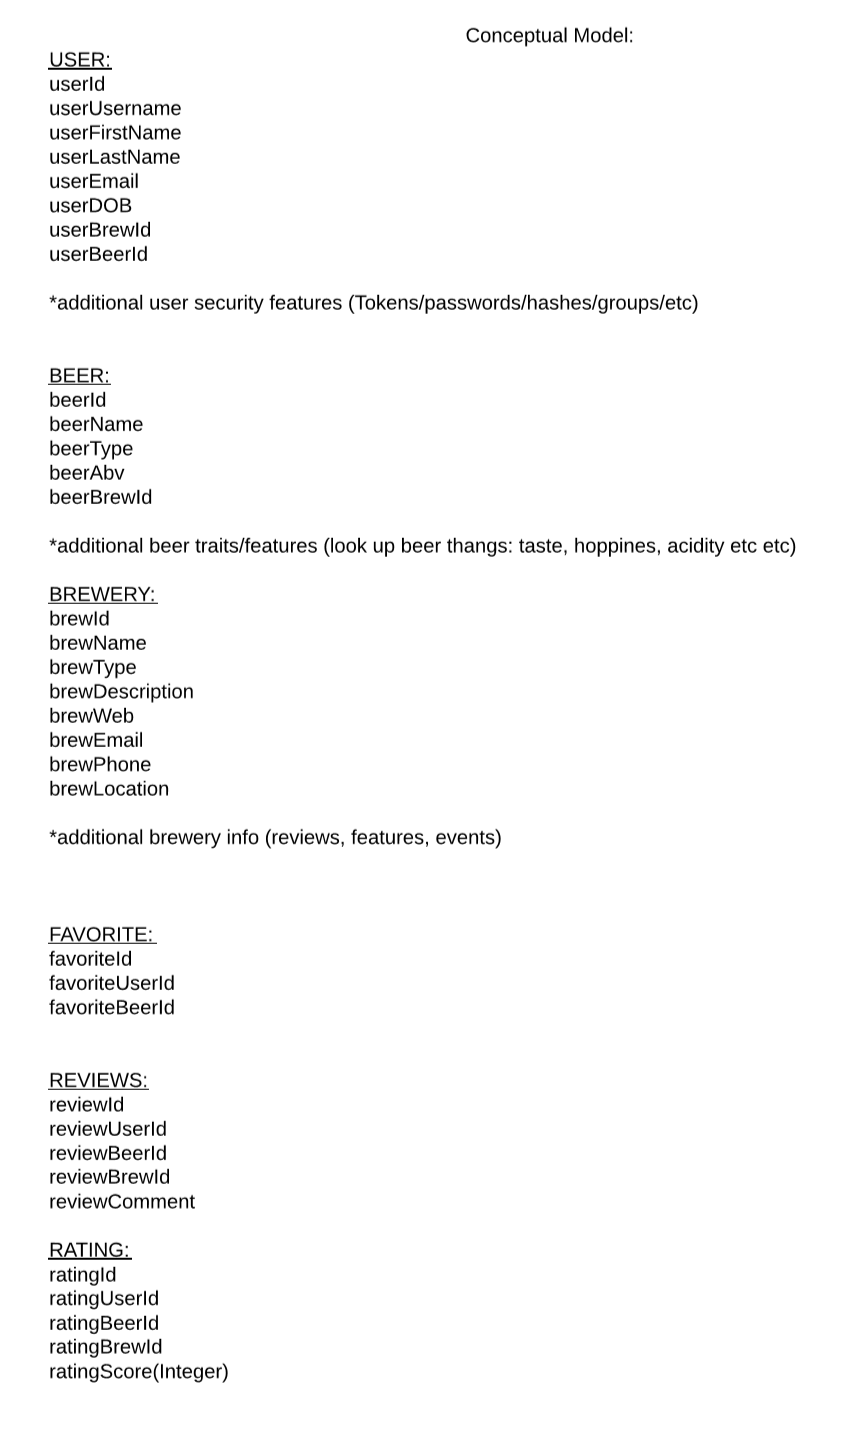 Conceptual Model:
USER:
userId
userUsername
userFirstName
userLastName
userEmail
userDOB
userBrewId
userBeerId
*additional user security features (Tokens/passwords/hashes/groups/etc)
BEER:
beerId
beerName
beerType
beerAbv
beerBrewId
*additional beer traits/features (look up beer thangs: taste, hoppines, acidity etc etc)
BREWERY:
brewId
brewName
brewType
brewDescription
brewWeb
brewEmail
brewPhone
brewLocation
*additional brewery info (reviews, features, events)
FAVORITE:
favoriteId
favoriteUserId
favoriteBeerId
REVIEWS:
reviewId
reviewUserId
reviewBeerId
reviewBrewId
reviewComment
RATING:
ratingId
ratingUserId
ratingBeerId
ratingBrewId
ratingScore(Integer)